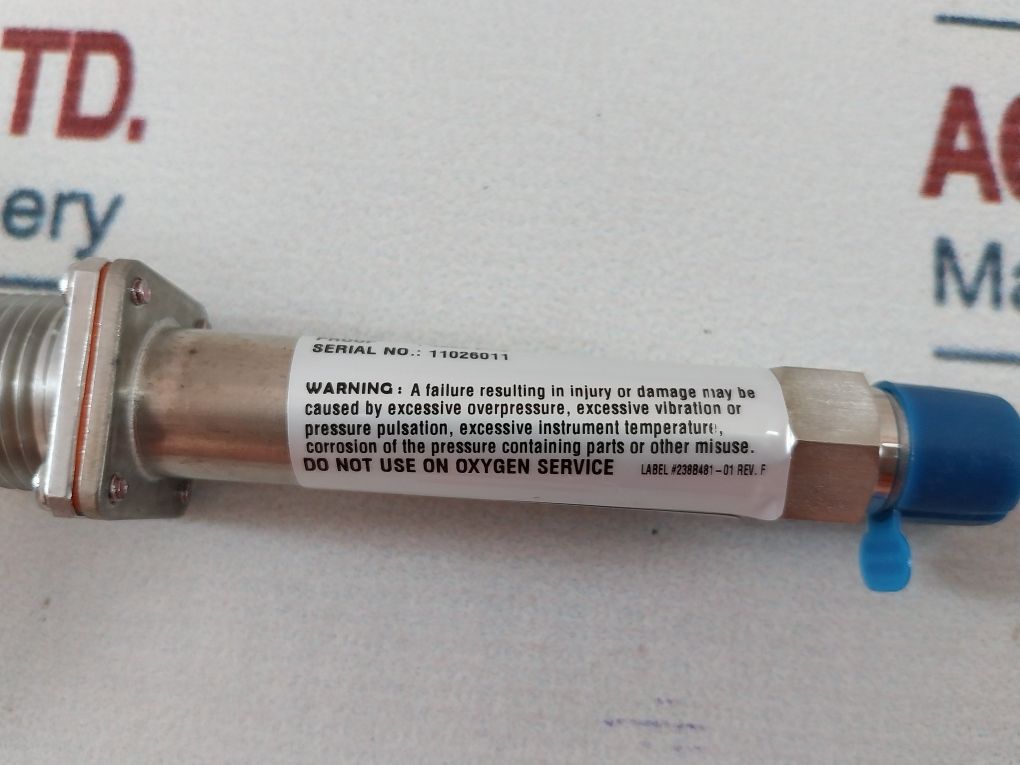 TD.
ery
AC
Ma
SERIAL NO.: 11026011
WARNING: A failure resulting in injury or damage may be
caused by excessive overpressure, excessive vibration or
pressure pulsation, excessive instrument temperature,
corrosion of the pressure containing parts or other misuse.
DO NOT USE ON OXYGEN SERVICE LABEL #238B481-01 REV. F